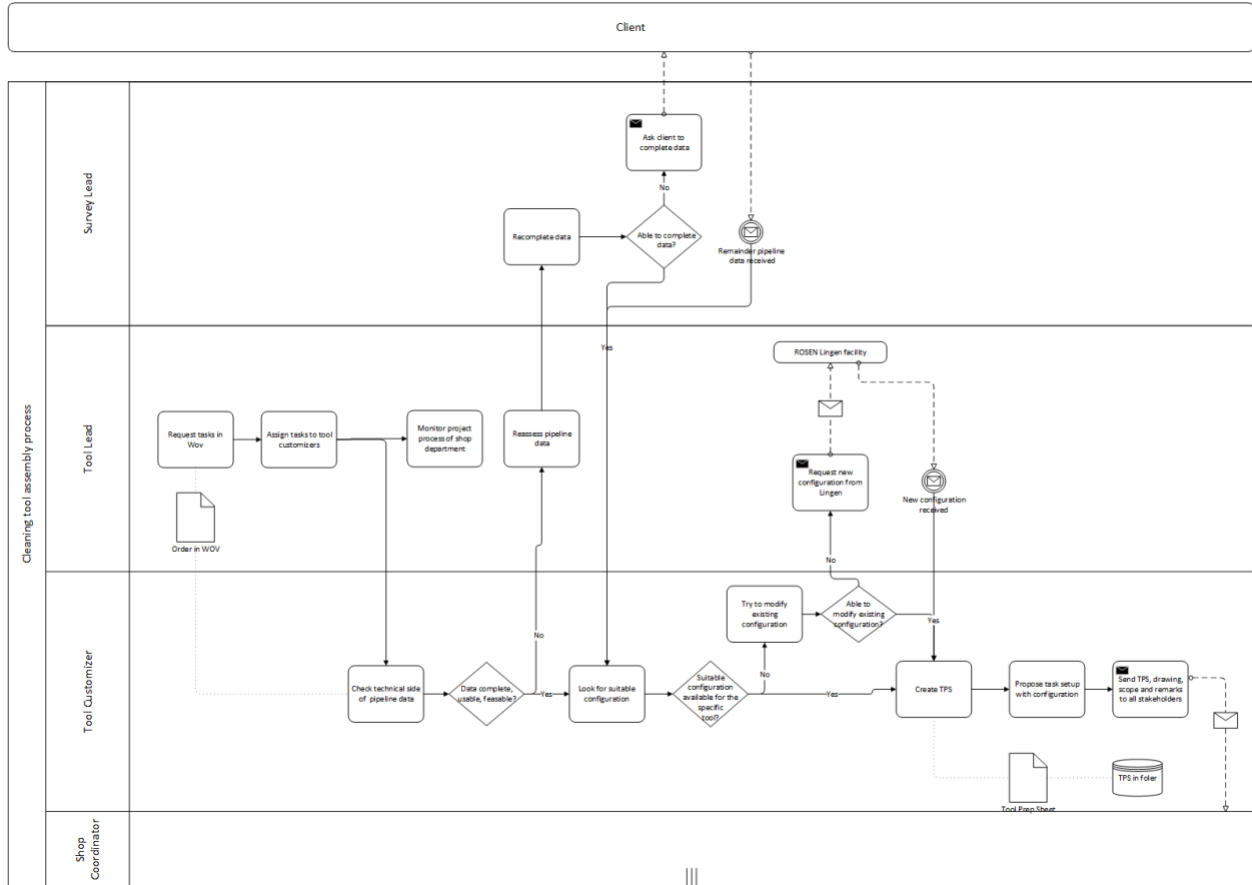 Client
Cleaning tool assembly process
Survey Lead
Ask client to
complete data
No
Recomplete data
Able to complete
data?
Remainder pipeline
data received
Yes
Tool Lead
ROSEN Lingen facility
Request tasks in
Wov
Assign tasks to tool
customizers
Monitor project
process of shop
department
Reassess pipeline
data
Request new
configuration from
Lingen
New configuration
received
Order in WOV
No
Tool Customizer
Try to modify
existing
configuration
Able to
modify existing
configuration?
Yes
No
No
Check technical side
of pipeline data
Data complete,
usable, feasable?
Yes
Look for suitable
configuration
Suitable
configuration
available for the
specific
tool?
Yes
Create TPS
Propose task setup
with configuration
Send TPS, drawing,
scope and remarks
to all stakeholders
Tool Prep Sheet
TPS in foler
Shop
Coordinator